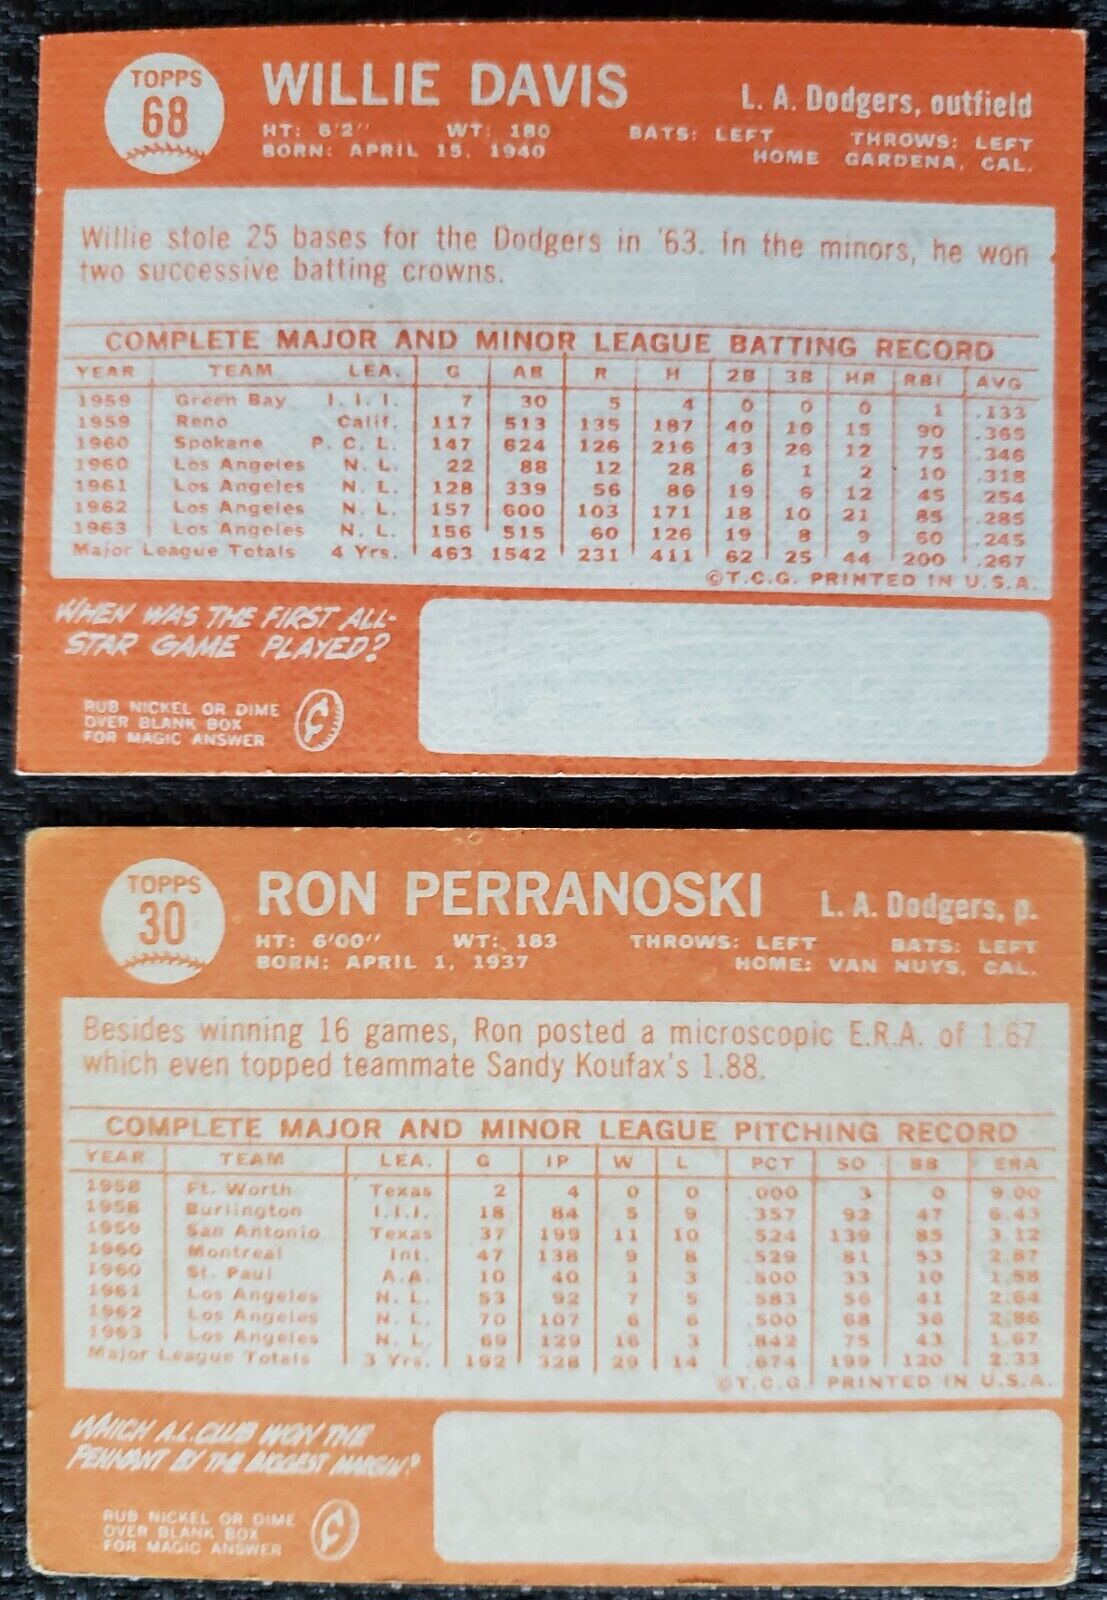 TOPPS
68
WILLIE DAVIS
L. A. Dodgers, outfield
HT: 6'2" WT: 180 BATS: LEFT THROWS: LEFT
BORN: APRIL 15, 1940 HOME GARDENA, CAL.
Willie stole 25 bases for the Dodgers in '63. In the minors, he won
two successive batting crowns.
COMPLETE MAJOR AND MINOR LEAGUE BATTING RECORD
YEAR TEAM LEA. G AB R H 2B 3B HR RBI AVG
1959 Green Bay I. I. I. 7 30 5 4 0 0 0 1 .133
1959 Reno Calif. 117 513 135 187 40 16 15 90 .365
1960 Spokane P. C. L. 147 624 126 216 43 26 12 75 .346
1960 Los Angeles N. L. 22 88 12 28 6 1 2 10 .318
1961 Los Angeles N. L. 128 339 56 86 19 6 12 45 .254
1962 Los Angeles N. L. 157 600 103 171 18 10 21 85 .285
1963 Los Angeles N. L. 156 515 60 126 19 8 9 60 .245
Major League Totals 4 Yrs. 463 1542 231 411 62 25 44 200 .267
©T.C.G. PRINTED IN U.S.A.
WHEN WAS THE FIRST ALL-
STAR GAME PLAYED?
RUB NICKEL OR DIME
OVER BLANK BOX
FOR MAGIC ANSWER
¢
TOPPS
30
RON PERRANOSKI
L. A. Dodgers, p.
HT: 6'00" WT: 183 THROWS: LEFT BATS: LEFT
BORN: APRIL 1, 1937 HOME: VAN NUYS, CAL.
Besides winning 16 games, Ron posted a microscopic E.R.A. of 1.67
which even topped teammate Sandy Koufax's 1.88.
COMPLETE MAJOR AND MINOR LEAGUE PITCHING RECORD
YEAR TEAM LEA. G IP W L PCT SO BB ERA
1958 Ft. Worth Texas 2 4 0 0 .000 3 0 9.00
1958 Burlington I.I.I. 18 84 5 9 .357 92 47 6.43
1959 San Antonio Texas 37 199 11 10 .524 139 85 3.12
1960 Montreal Int. 47 138 9 8 .529 81 53 2.87
1960 St. Paul A.A. 10 40 3 3 .500 33 10 1.58
1961 Los Angeles N. L. 53 92 7 5 .583 56 41 2.64
1962 Los Angeles N. L. 70 107 6 6 .500 68 36 2.86
1963 Los Angeles N. L. 69 129 16 3 .842 75 43 1.67
Major League Totals 3 Yrs. 192 328 29 14 .674 199 120 2.33
©T.C.G. PRINTED IN U.S.A.
WHICH A.L. CLUB WON THE
PENNANT BY THE BIGGEST MARGIN?
RUB NICKEL OR DIME
OVER BLANK BOX
FOR MAGIC ANSWER
¢